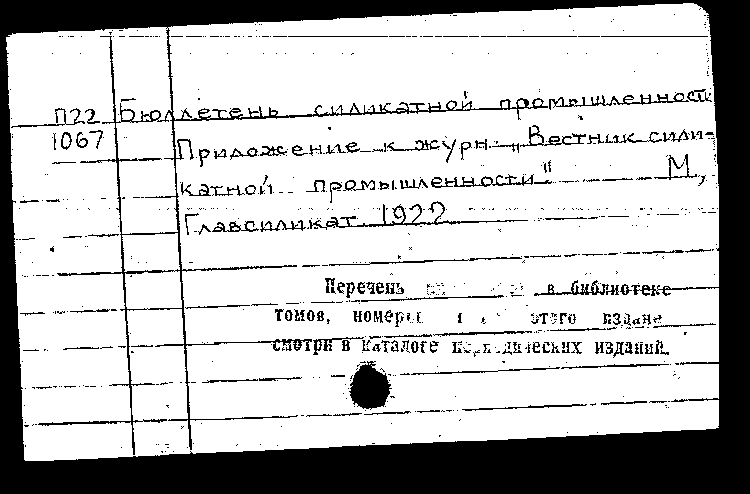 П22 Бюллетень силикатной промышленности
1067 Приложение к журн. „Вестник сили-
катной промышленности" М,
Главсиликат 1922
Перечень в библиотеке
томов, номеров этого издания
смотри в каталоге периодических изданий.